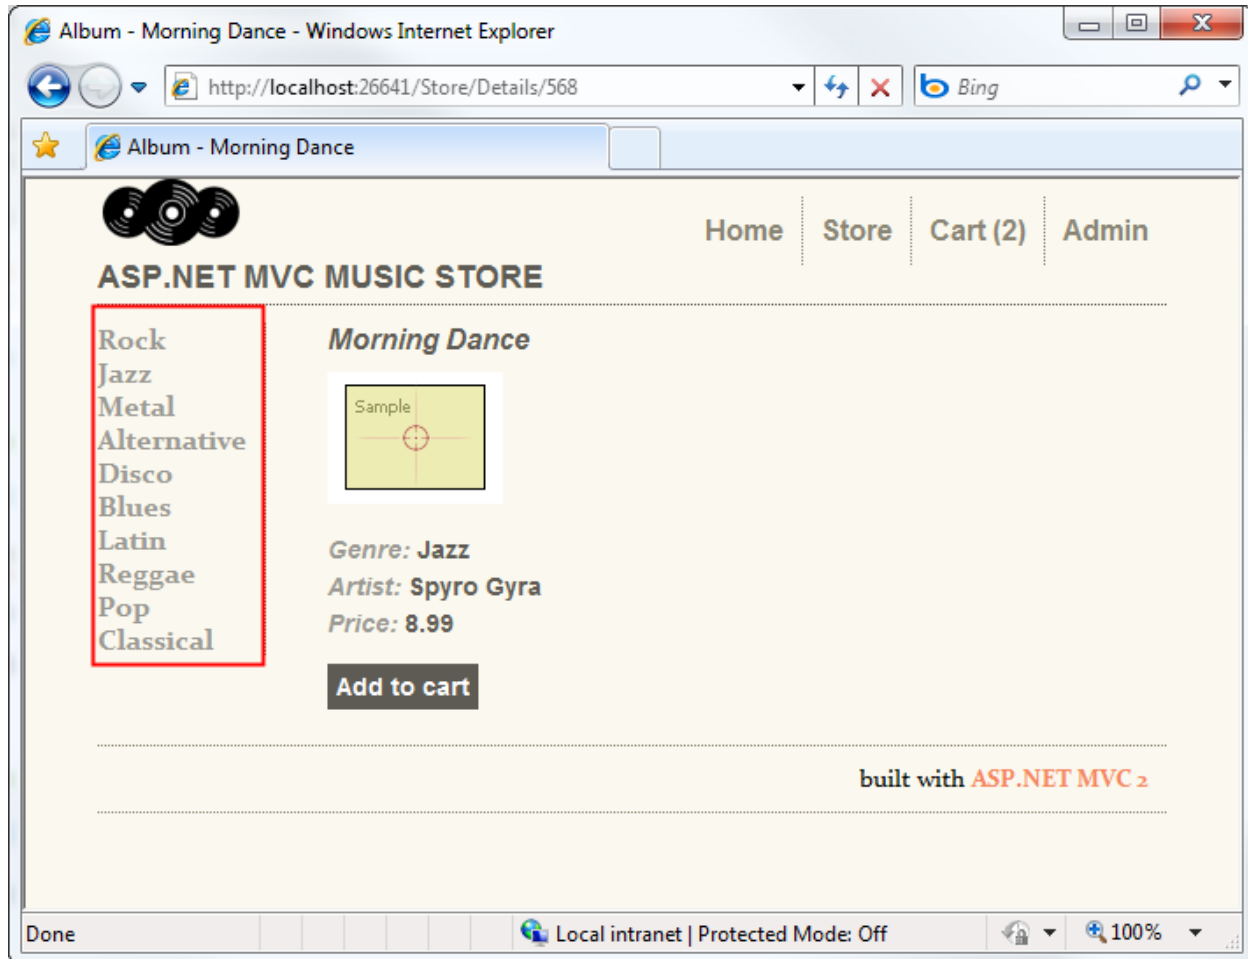 Album - Morning Dance - Windows Internet Explorer
http://localhost:26641/Store/Details/568
Bing
Album - Morning Dance
Home Store Cart (2) Admin
ASP.NET MVC MUSIC STORE
Rock
Jazz
Metal
Alternative
Disco
Blues
Latin
Reggae
Pop
Classical
Morning Dance
Sample
Genre: Jazz
Artist: Spyro Gyra
Price: 8.99
Add to cart
built with ASP.NET MVC 2
Done Local intranet | Protected Mode: Off 100%